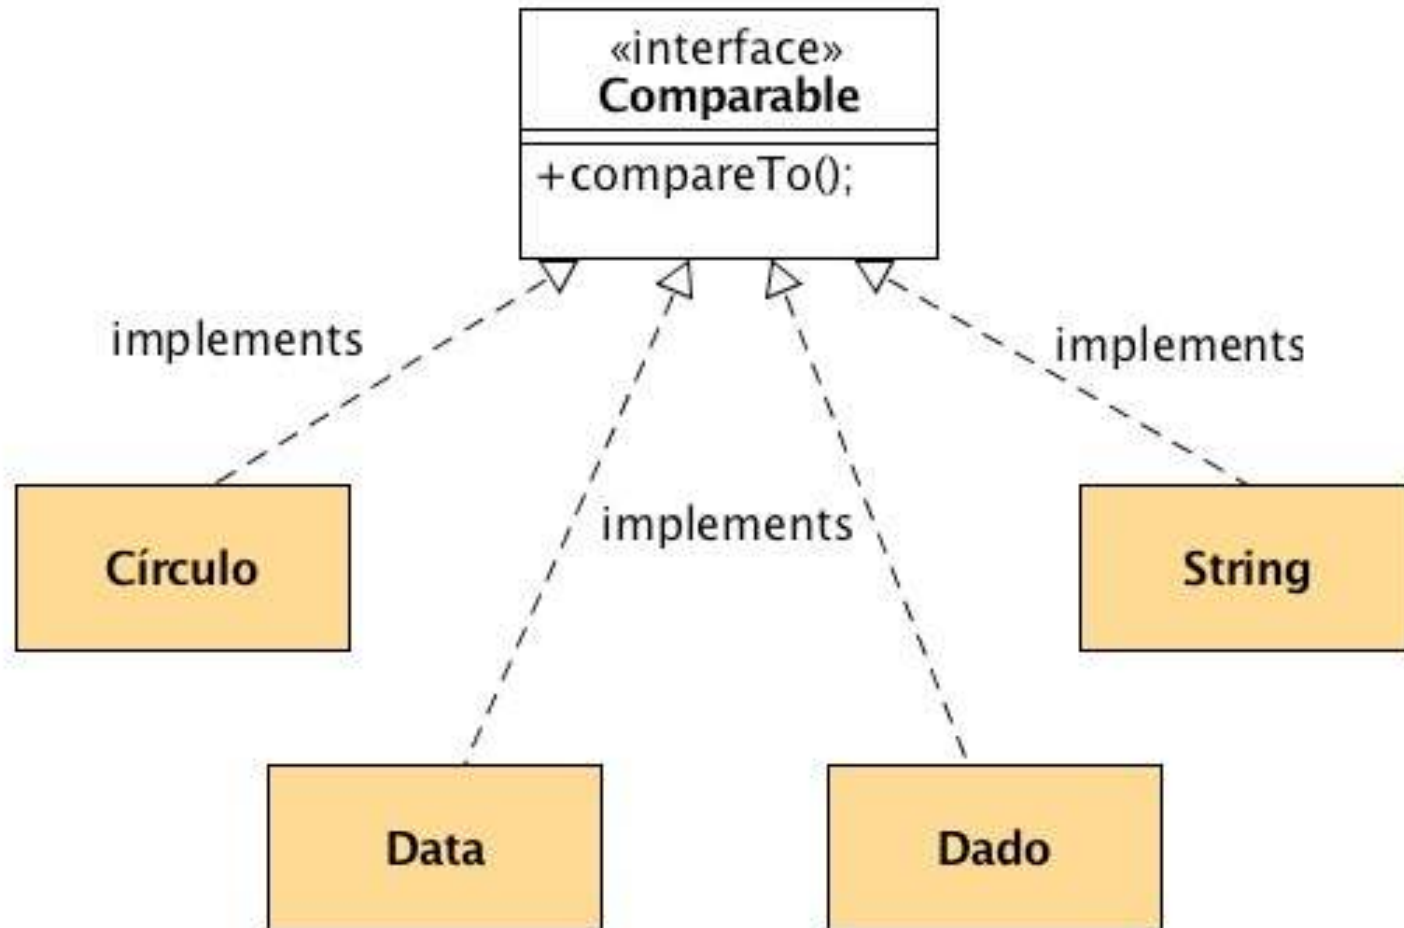 «interface»
Comparable
+compareTo();
implements
implements
implements
Círculo
String
Data
Dado